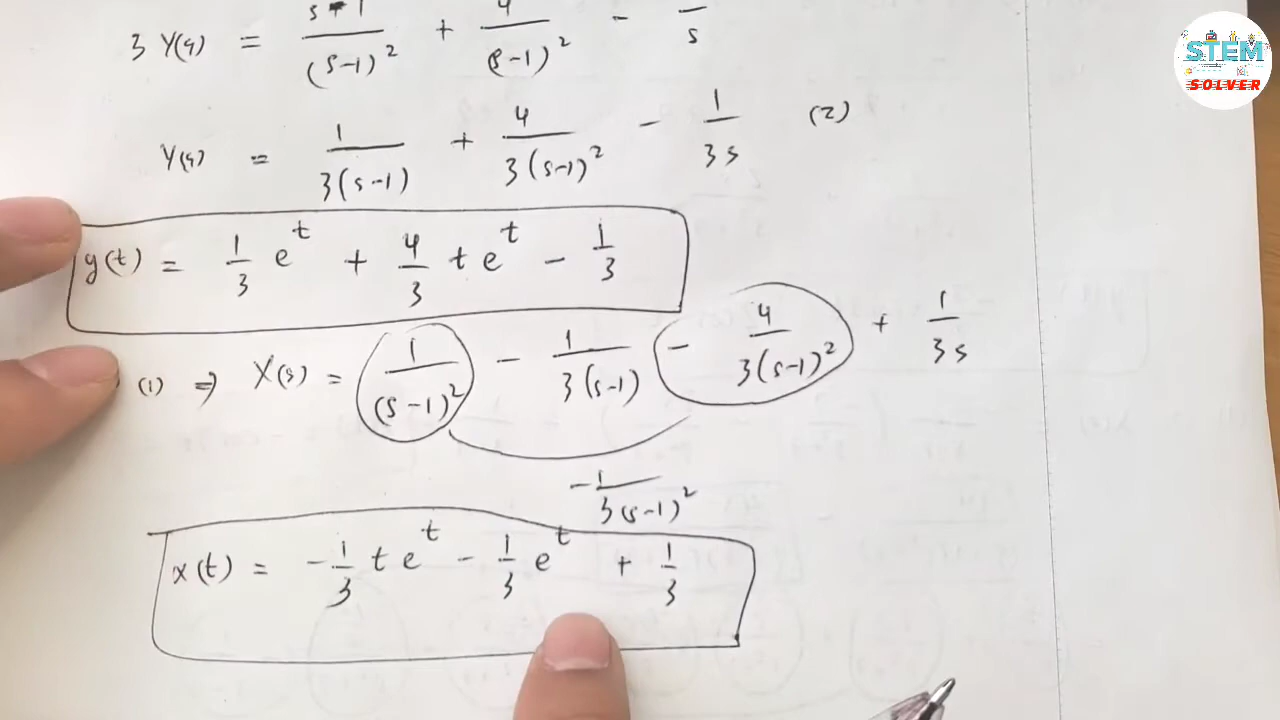 STEM
SOLVER
3 Y(s) = s-1/(s-1)² + 4/(s-1)² - /s
Y(s) = 1/3(s-1) + 4/3(s-1)² - 1/3s (2)
y(t) = 1/3 e^t + 4/3 t e^t - 1/3
(1) ⇒ X(s) = 1/(s-1)² - 1/3(s-1) - 4/3(s-1)² + 1/3s
-1/3(s-1)²
x(t) = -1/3 t e^t - 1/3 e^t + 1/3